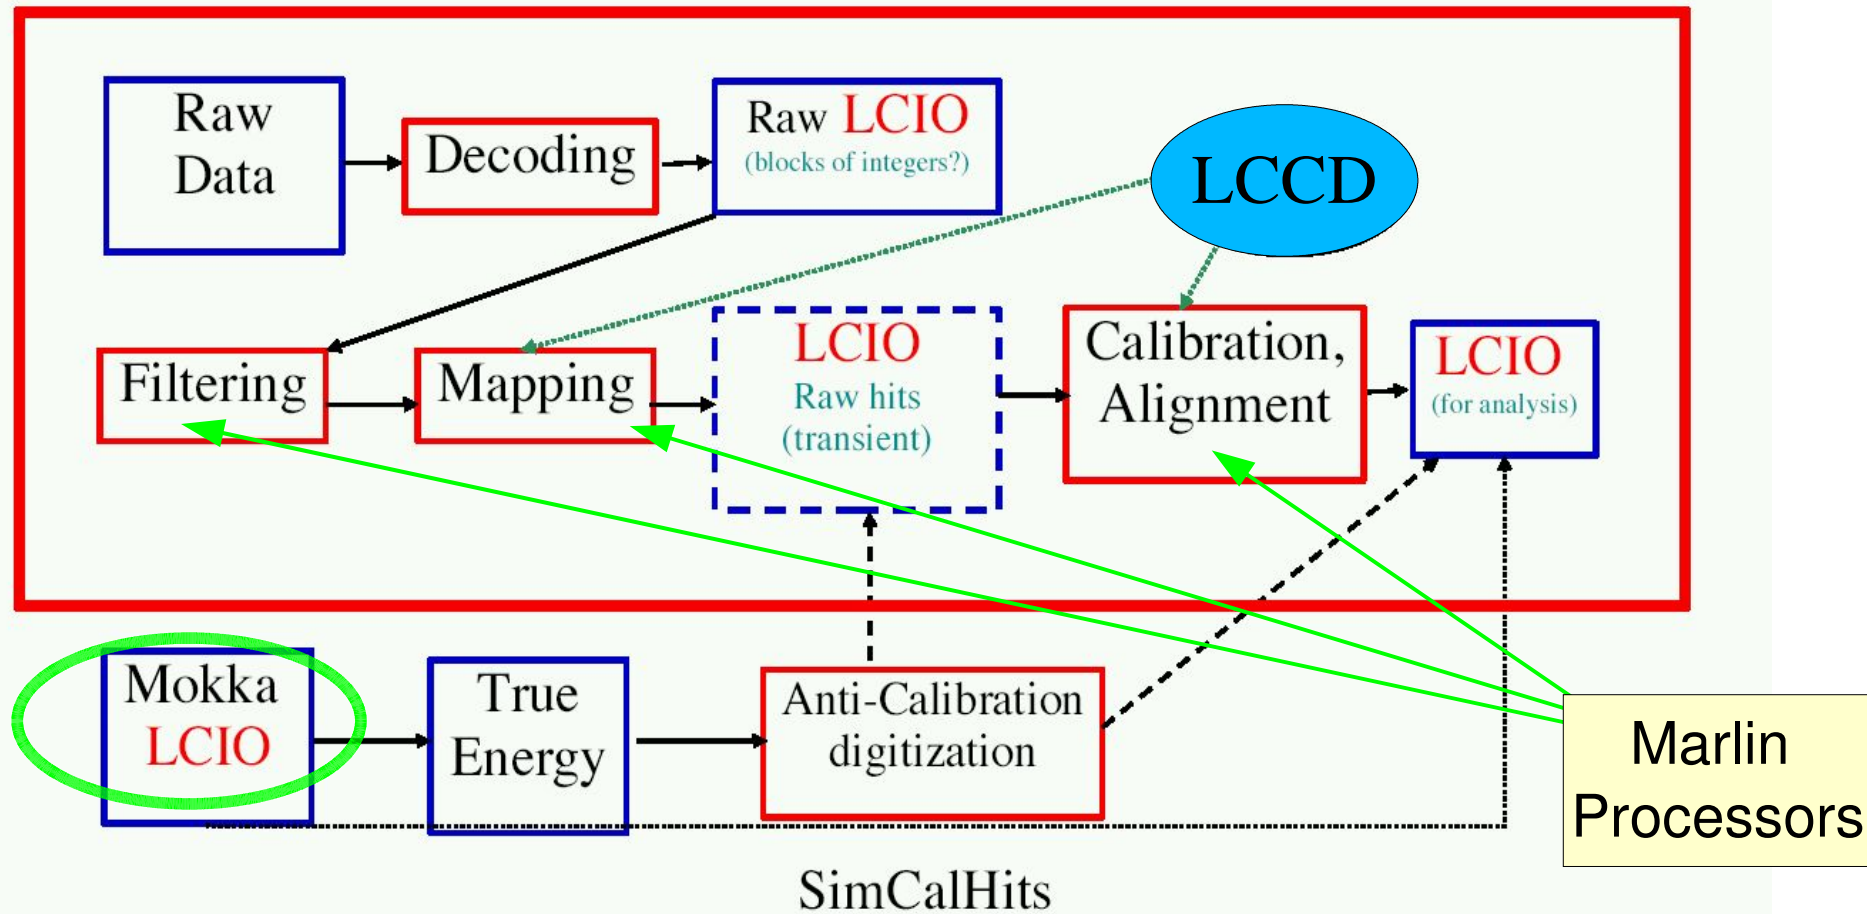 Raw
Data
Decoding
Raw LCIO
(blocks of integers?)
LCCD
Filtering
Mapping
LCIO
Raw hits
(transient)
Calibration,
Alignment
LCIO
(for analysis)
Mokka
LCIO
True
Energy
Anti-Calibration
digitization
Marlin
Processors
SimCalHits